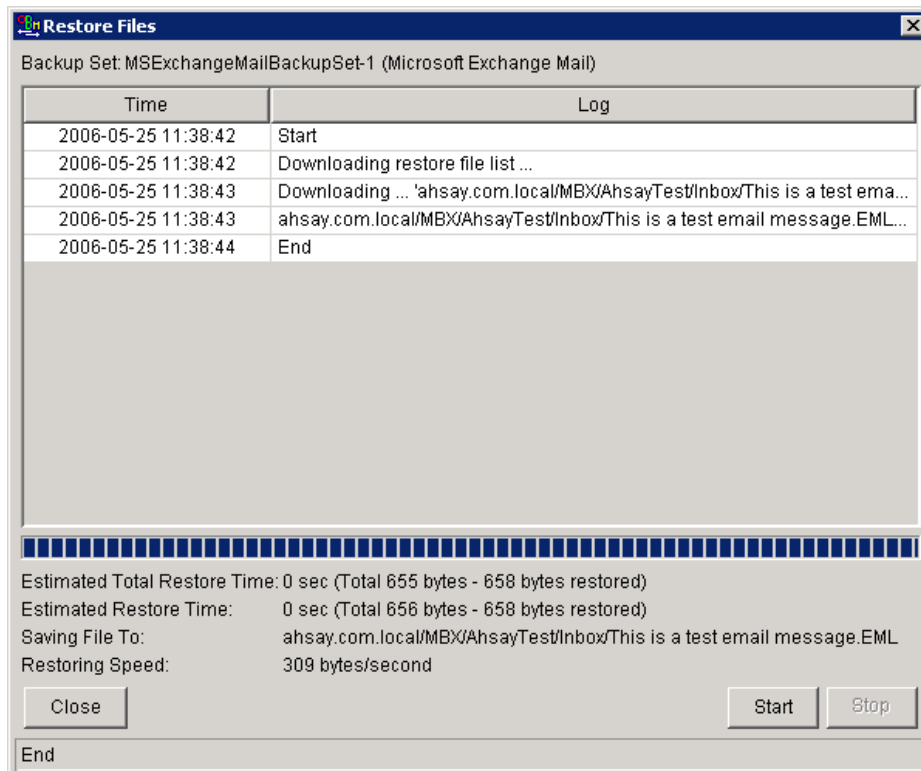 Restore Files
Backup Set: MSExchangeMailBackupSet-1 (Microsoft Exchange Mail)
Time Log
2006-05-25 11:38:42 Start
2006-05-25 11:38:42 Downloading restore file list ...
2006-05-25 11:38:43 Downloading ... 'ahsay.com.local/MBX/AhsayTest/Inbox/This is a test ema...
2006-05-25 11:38:43 ahsay.com.local/MBX/AhsayTest/Inbox/This is a test email message.EML...
2006-05-25 11:38:44 End
Estimated Total Restore Time: 0 sec (Total 655 bytes - 658 bytes restored)
Estimated Restore Time: 0 sec (Total 656 bytes - 658 bytes restored)
Saving File To: ahsay.com.local/MBX/AhsayTest/Inbox/This is a test email message.EML
Restoring Speed: 309 bytes/second
Close Start Stop
End